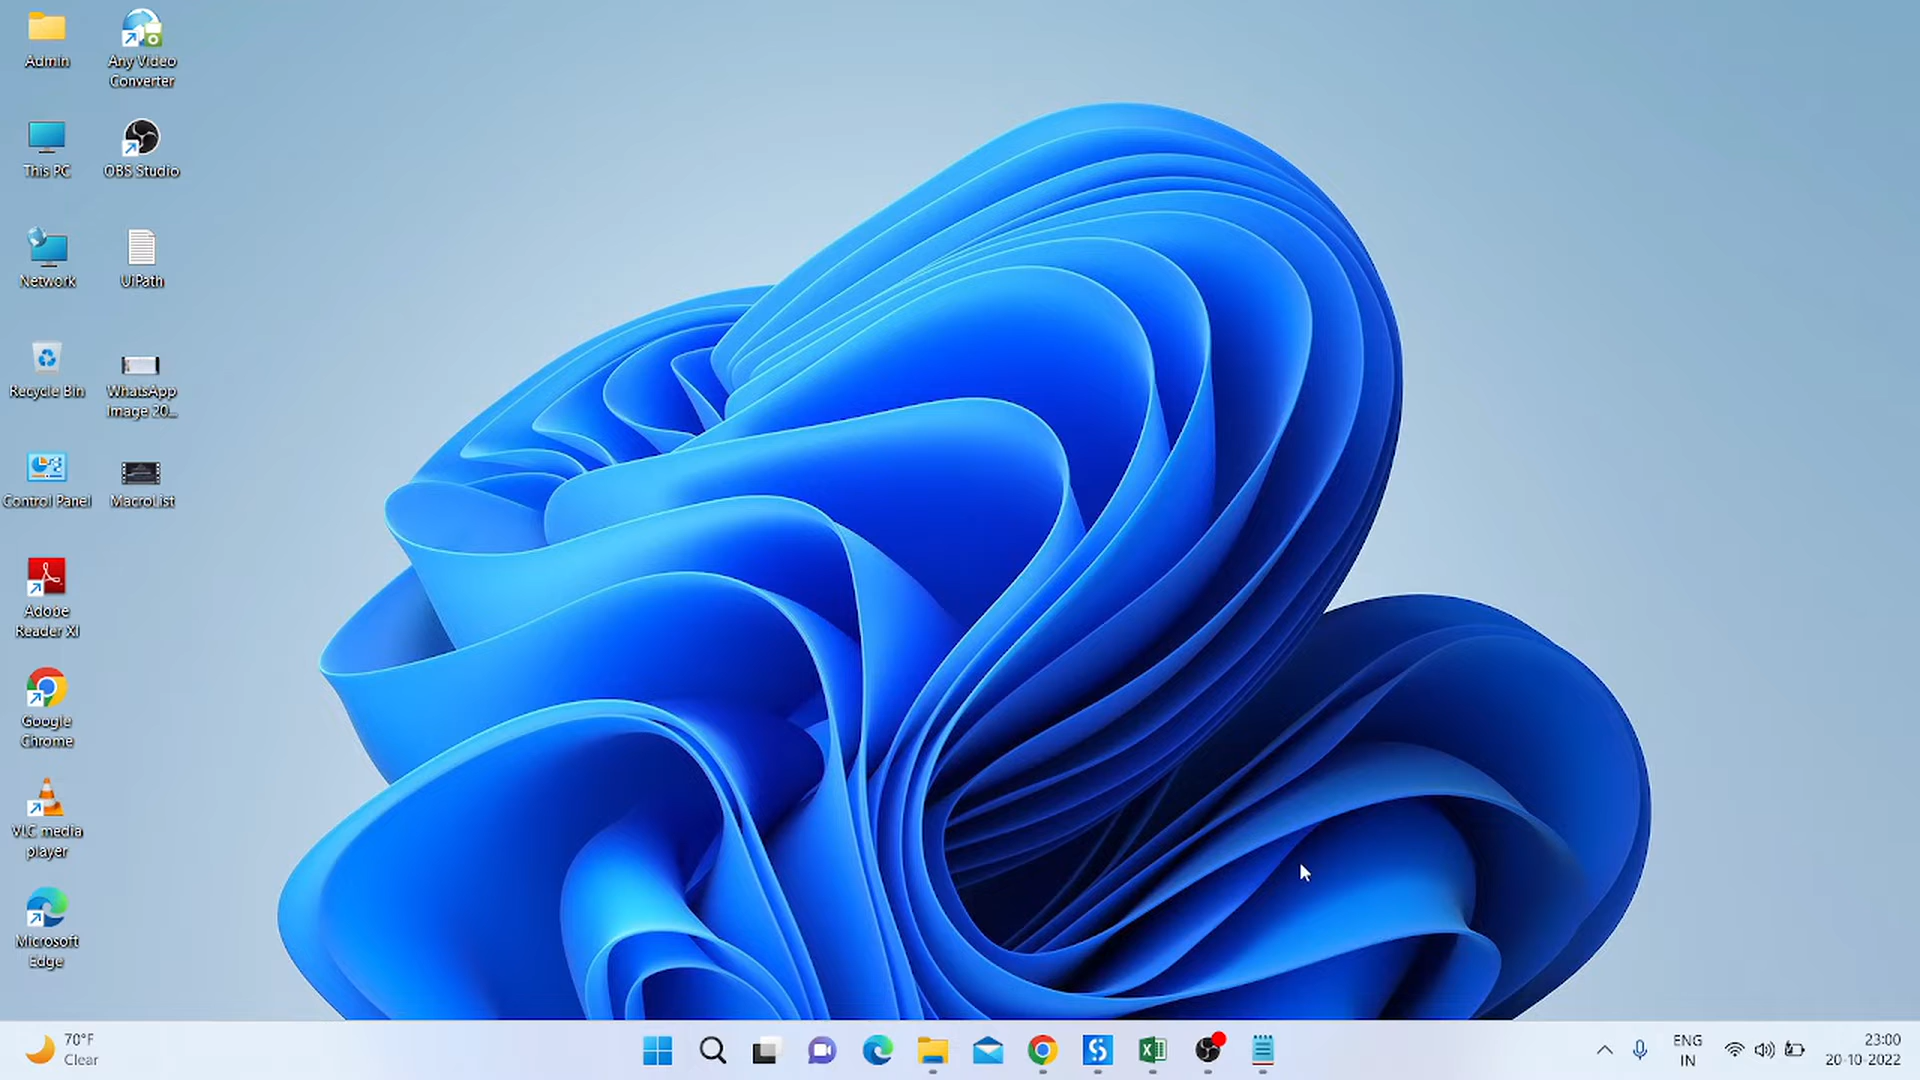 Admin
Any Video
Converter
This PC
OBS Studio
Network
UiPath
Recycle Bin
WhatsApp
Image 20...
Control Panel
MacroList
Adobe
Reader XI
Google
Chrome
VLC media
player
Microsoft
Edge
70°F
Clear
ENG
IN
23:00
20-10-2022